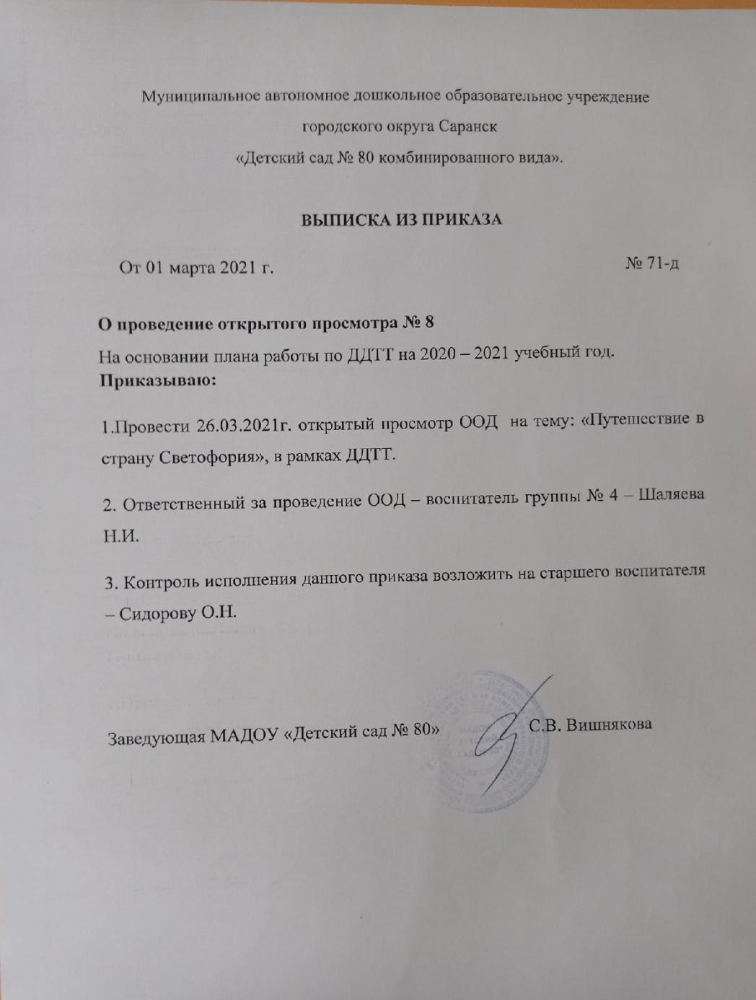 Муниципальное автономное дошкольное образовательное учреждение
городского округа Саранск
«Детский сад № 80 комбинированного вида».
ВЫПИСКА ИЗ ПРИКАЗА
От 01 марта 2021 г. № 71-д
О проведение открытого просмотра № 8
На основании плана работы по ДДТТ на 2020 – 2021 учебный год.
Приказываю:
1.Провести 26.03.2021г. открытый просмотр ООД на тему: «Путешествие в
страну Светофория», в рамках ДДТТ.
2. Ответственный за проведение ООД – воспитатель группы № 4 – Шаляева
Н.И.
3. Контроль исполнения данного приказа возложить на старшего воспитателя
– Сидорову О.Н.
Заведующая МАДОУ «Детский сад № 80» С.В. Вишнякова